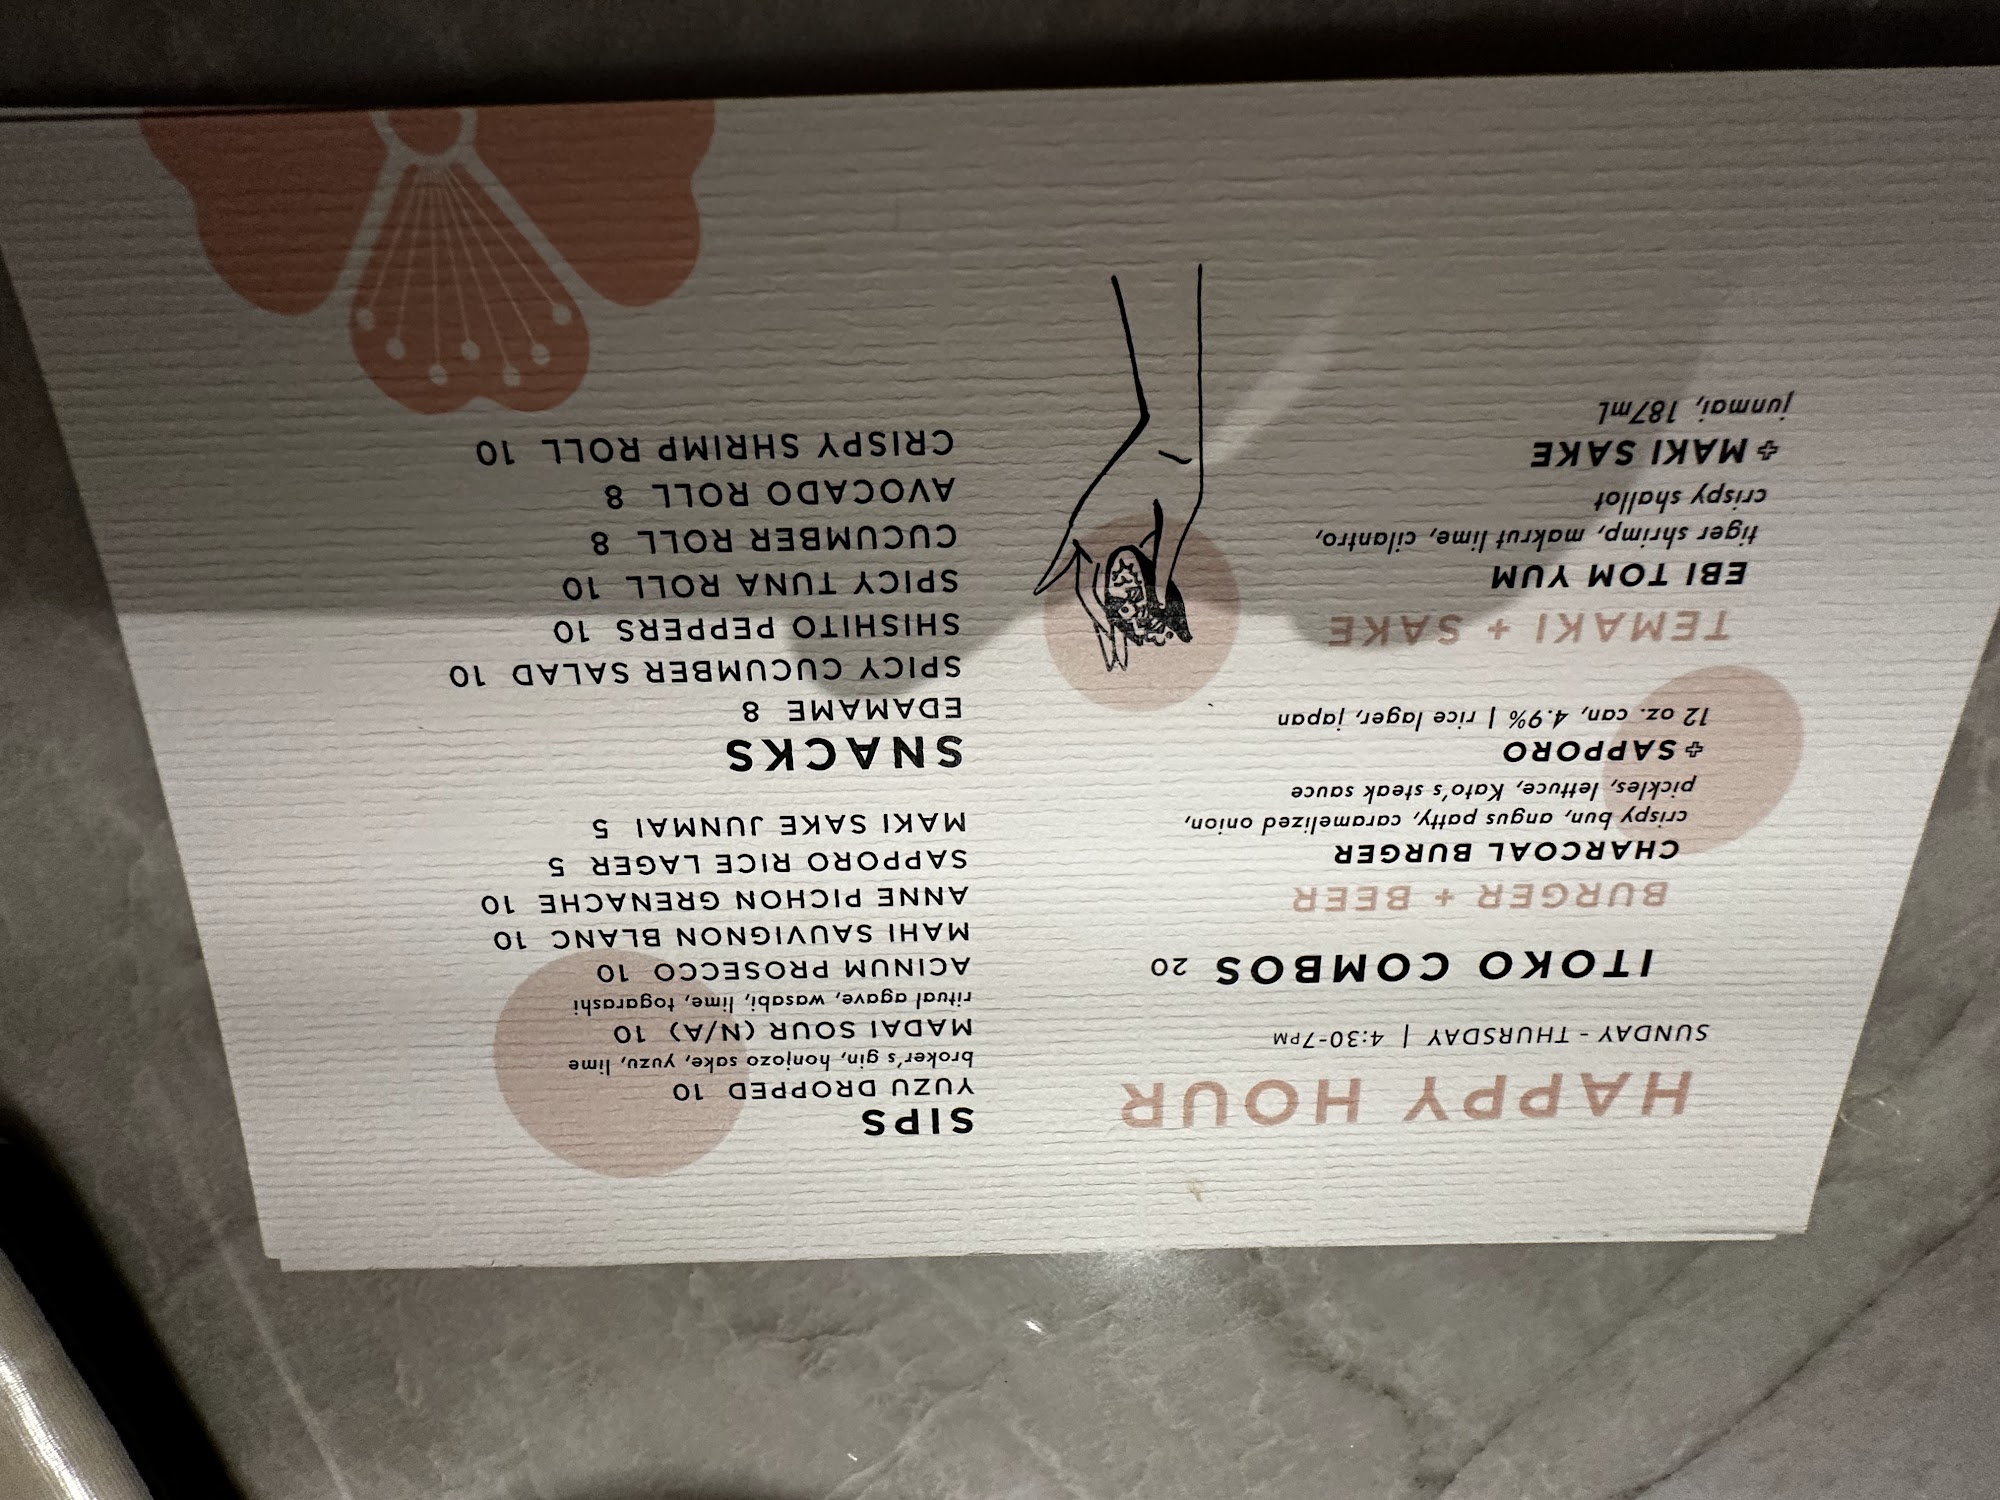 HAPPY HOUR
SUNDAY - THURSDAY | 4:30-7PM
ITOKO COMBOS 20
BURGER + BEER
CHARCOAL BURGER
crispy bun, angus patty, caramelized onion,
pickles, lettuce, Kato's steak sauce
+ SAPPORO
12 oz. can, 4.9% | rice lager, japan
TEMAKI + SAKE
EBI TOM YUM
tiger shrimp, makrut lime, cilantro,
crispy shallot
+ MAKI SAKE
junmai, 187mL
SIPS
YUZU DROPPED 10
broker's gin, honjozo sake, yuzu, lime
MADAI SOUR (N/A) 10
ritual agave, wasabi, lime, togarashi
ACINUM PROSECCO 10
MAHI SAUVIGNON BLANC 10
ANNE PICHON GRENACHE 10
SAPPORO RICE LAGER 5
MAKI SAKE JUNMAI 5
SNACKS
EDAMAME 8
SPICY CUCUMBER SALAD 10
SHISHITO PEPPERS 10
SPICY TUNA ROLL 10
CUCUMBER ROLL 8
AVOCADO ROLL 8
CRISPY SHRIMP ROLL 10